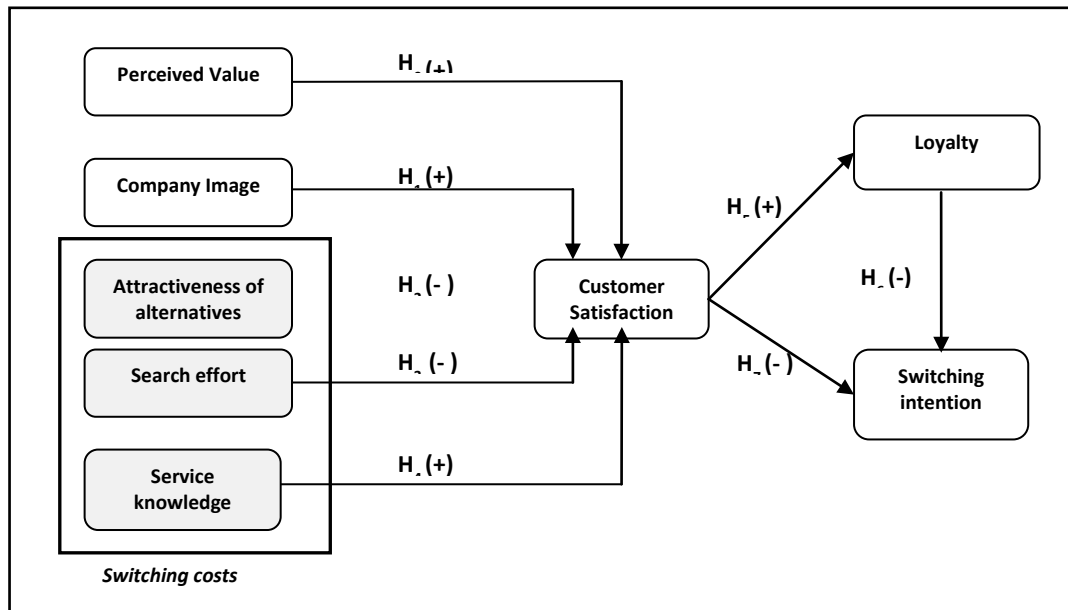 Perceived Value
H (+)
Company Image
H (+)
Attractiveness of
alternatives
H (-)
Search effort
H (-)
Service
knowledge
H (+)
Switching costs
Customer
Satisfaction
H (+)
H (-)
Loyalty
H (-)
Switching
intention